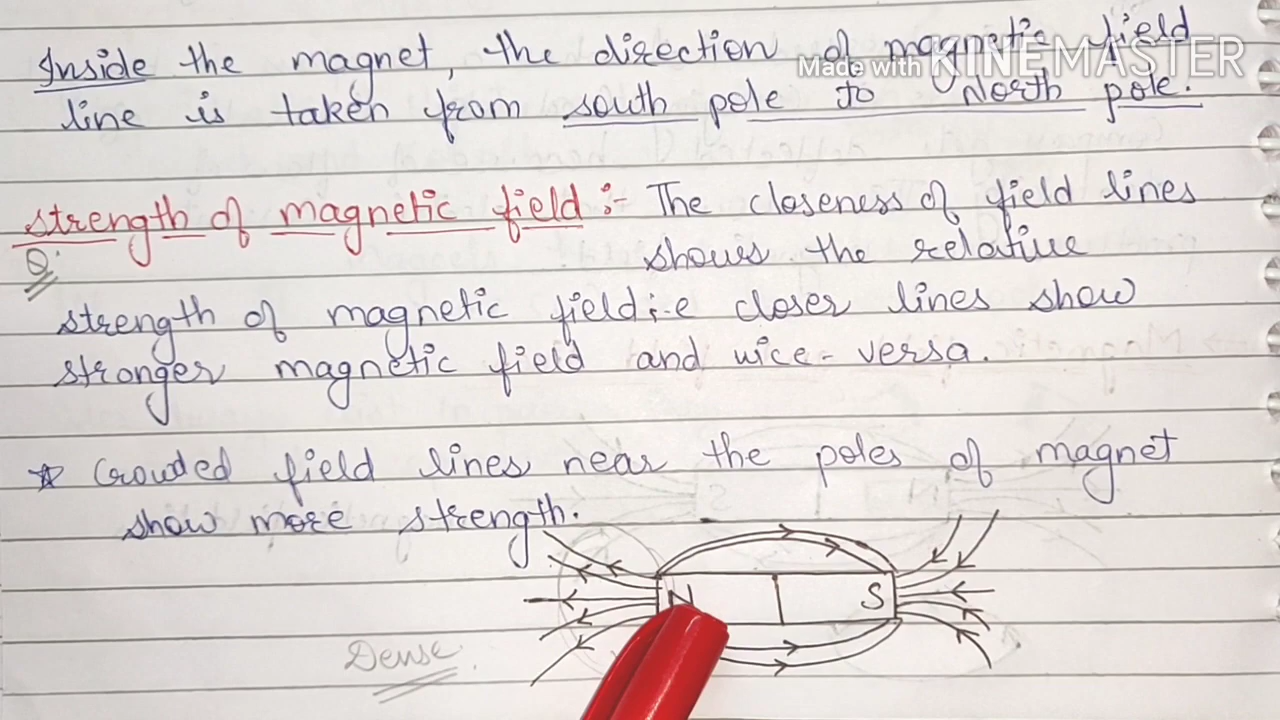 Inside the magnet, the direction of magnetic field
Made with KINEMASTER
line is taken from south pole to North pole.
strength of magnetic field :- The closeness of field lines
Q.
shows the relative
strength of magnetic field i.e closer lines show
stronger magnetic field and vice-versa.
☆ Crowded field lines near the poles of magnet
show more strength.
N S
Dense